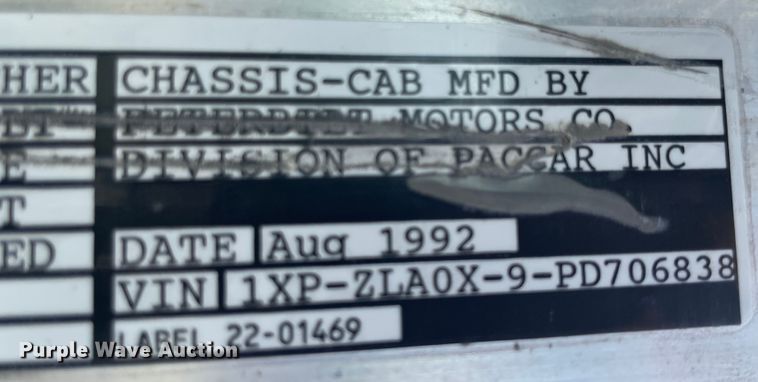 HER CHASSIS-CAB MFD BY
MOTORS CO
E DIVISION OF PACCAR INC
T
ED DATE Aug 1992
VIN 1XP-ZLA0X-9-PD706838
LABEL 22-01469
Purple Wave Auction